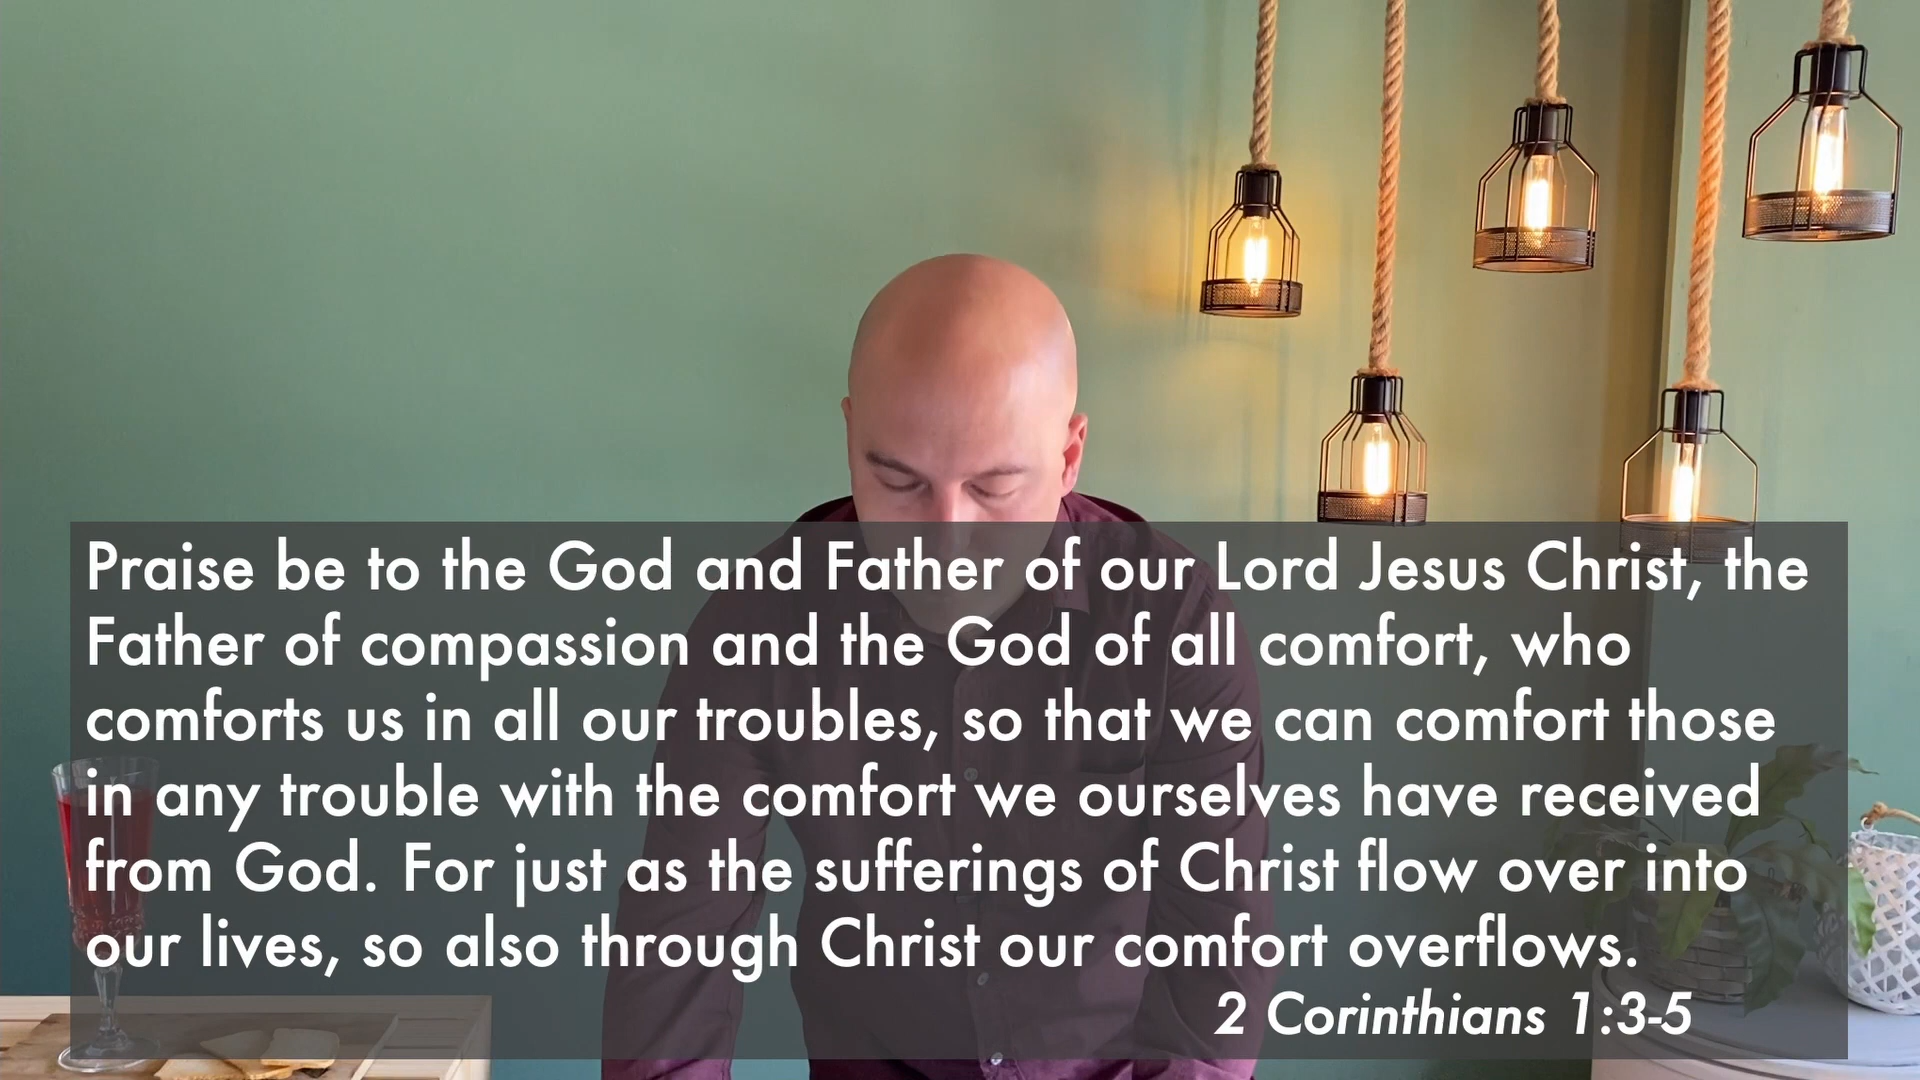 Praise be to the God and Father of our Lord Jesus Christ, the
Father of compassion and the God of all comfort, who
comforts us in all our troubles, so that we can comfort those
in any trouble with the comfort we ourselves have received
from God. For just as the sufferings of Christ flow over into
our lives, so also through Christ our comfort overflows.
2 Corinthians 1:3-5